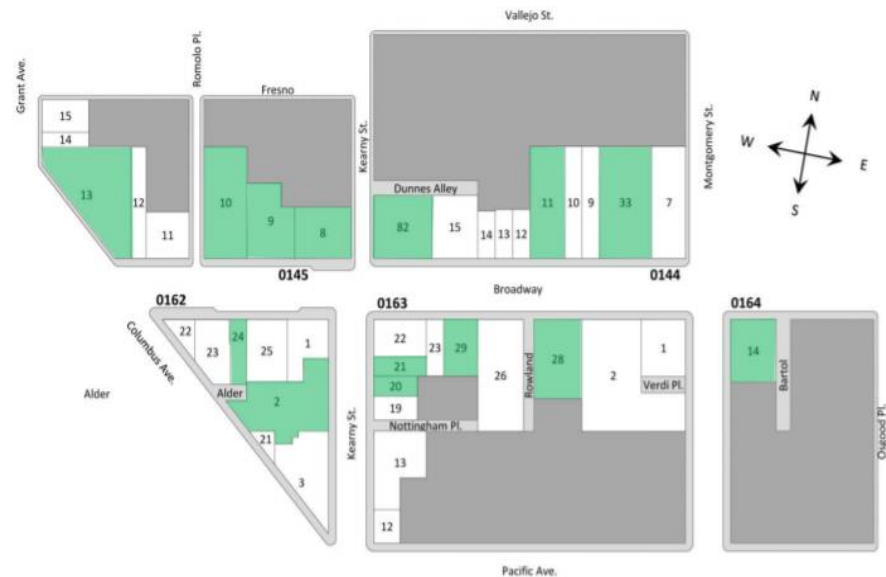 Vallejo St.
Grant Ave.
Romolo Pl.
Fresno
Kearny St.
Montgomery St.
N
W
E
S
15
14
13
12
11
10
9
8
Dunnes Alley
82
15
14
13
12
11
10
9
33
7
0145
0144
Broadway
0162
0163
0164
Columbus Ave.
22
23
24
25
1
Alder
Alder
2
21
3
Kearny St.
22
23
29
21
20
19
26
Rowland
28
2
1
Verdi Pl.
Nottingham Pl.
13
12
14
Bartol
Osgood Pl.
Pacific Ave.